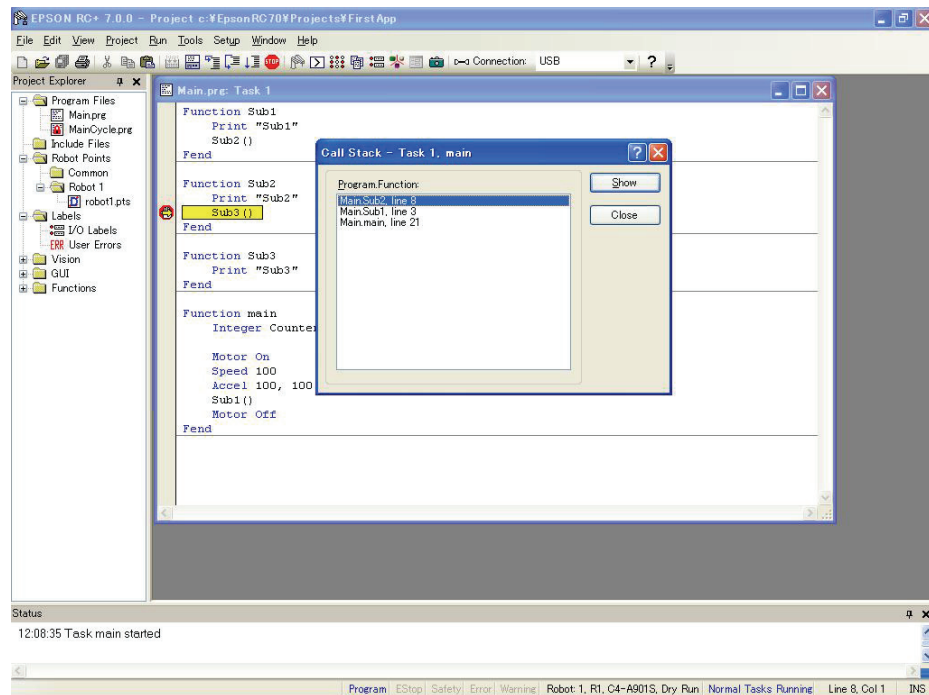 EPSON RC+ 7.0.0 - Project c:¥EpsonRC70¥Projects¥FirstApp
File Edit View Project Run Tools Setup Window Help
Connection: USB
Project Explorer
Program Files
Main.prg
MainCycle.prg
Include Files
Robot Points
Common
Robot 1
robot1.pts
Labels
I/O Labels
ERR User Errors
Vision
GUI
Functions
Main.prg: Task 1
Function Sub1
Print "Sub1"
Sub2()
Fend
Function Sub2
Print "Sub2"
Sub3()
Fend
Function Sub3
Print "Sub3"
Fend
Function main
Integer Counter
Motor On
Speed 100
Accel 100, 100
Sub1()
Motor Off
Fend
Call Stack - Task 1, main
Program.Function:
Main.Sub2, line 8
Main.Sub1, line 3
Main.main, line 21
Show
Close
Status
12:08:35 Task main started
Program EStop Safety Error Warning Robot: 1, R1, C4-A901S, Dry Run Normal Tasks Running Line 8, Col 1 INS